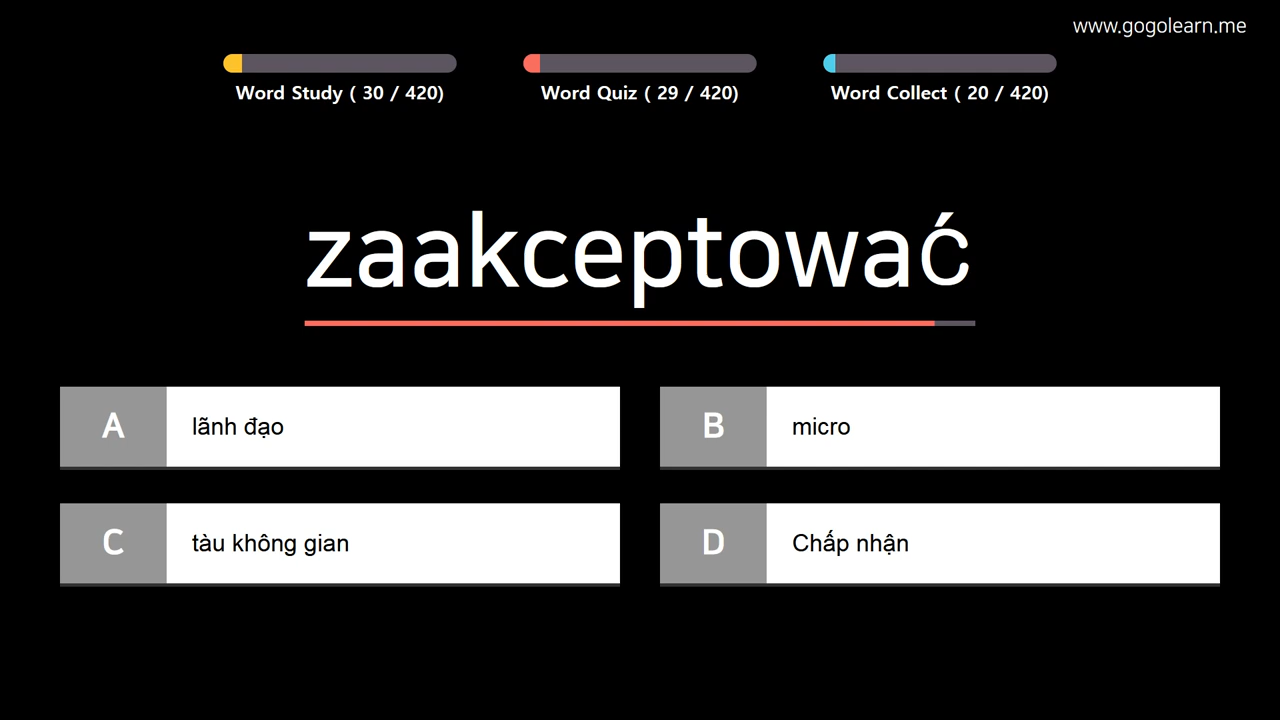 www.gogolearn.me
Word Study ( 30 / 420)
Word Quiz ( 29 / 420)
Word Collect ( 20 / 420)
zaakceptować
A
lãnh đạo
B
micro
C
tàu không gian
D
Chấp nhận